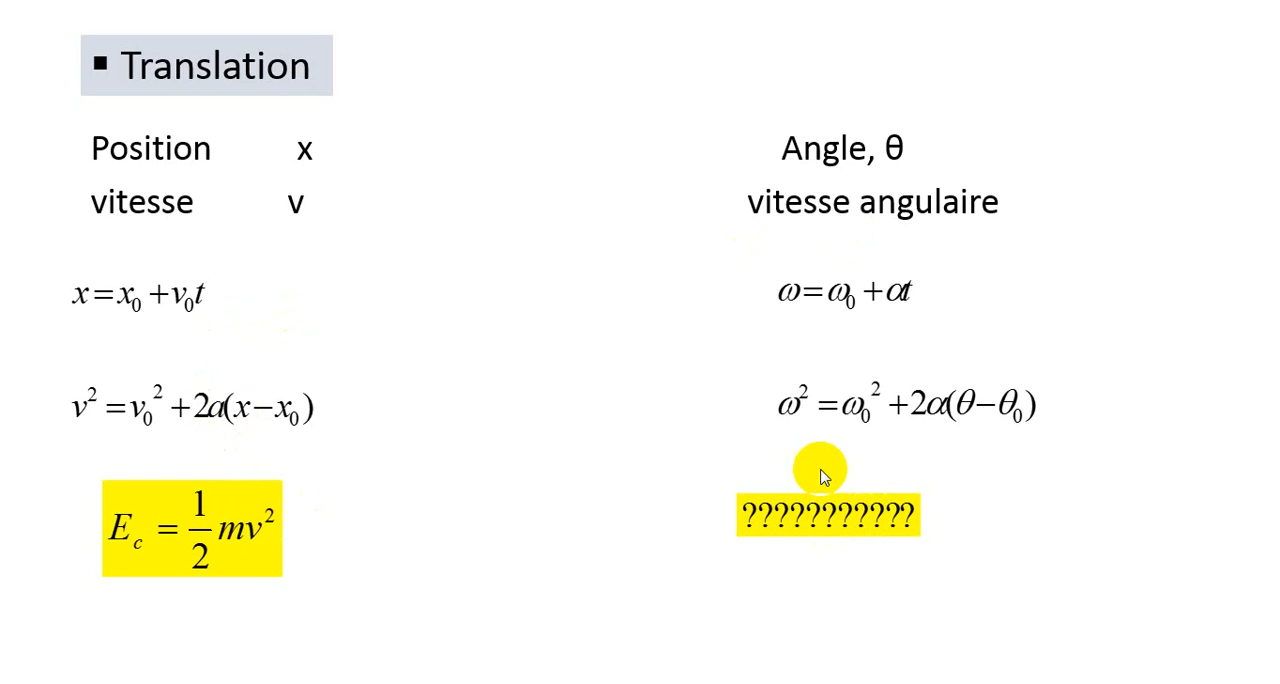 ▪ Translation
Position x Angle, θ
vitesse v vitesse angulaire
x = x₀ + v₀t ω = ω₀ + αt
v² = v₀² + 2a(x − x₀) ω² = ω₀² + 2α(θ − θ₀)
E_c = 1/2 mv² ???????????